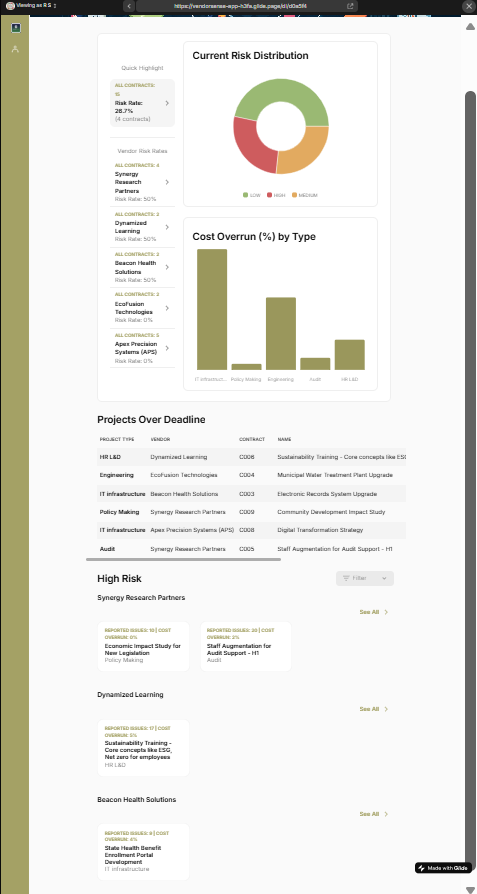 Viewing as R S
https://vendorsense-app-h3fe.glide.page/dl/d0a5f4
Quick Highlight
ALL CONTRACTS:
15
Risk Rate:
26.7%
(4 contracts)
Vendor Risk Rates
ALL CONTRACTS: 4
Synergy
Research
Partners
Risk Rate: 50%
ALL CONTRACTS: 2
Dynamized
Learning
Risk Rate: 50%
ALL CONTRACTS: 2
Beacon Health
Solutions
Risk Rate: 50%
ALL CONTRACTS: 2
EcoFusion
Technologies
Risk Rate: 0%
ALL CONTRACTS: 5
Apex Precision
Systems (APS)
Risk Rate: 0%
Current Risk Distribution
LOW HIGH MEDIUM
Cost Overrun (%) by Type
IT infrastruct... Policy Making Engineering Audit HR L&D
Projects Over Deadline
PROJECT TYPE VENDOR CONTRACT NAME
HR L&D Dynamized Learning C006 Sustainability Training - Core concepts like ESG
Engineering EcoFusion Technologies C004 Municipal Water Treatment Plant Upgrade
IT infrastructure Beacon Health Solutions C003 Electronic Records System Upgrade
Policy Making Synergy Research Partners C009 Community Development Impact Study
IT infrastructure Apex Precision Systems (APS) C008 Digital Transformation Strategy
Audit Synergy Research Partners C005 Staff Augmentation for Audit Support - H1
High Risk
Filter
Synergy Research Partners
See All
REPORTED ISSUES: 10 | COST
OVERRUN: 0%
Economic Impact Study for
New Legislation
Policy Making
REPORTED ISSUES: 20 | COST
OVERRUN: 2%
Staff Augmentation for
Audit Support - H1
Audit
Dynamized Learning
See All
REPORTED ISSUES: 17 | COST
OVERRUN: 5%
Sustainability Training -
Core concepts like ESG,
Net zero for employees
HR L&D
Beacon Health Solutions
See All
REPORTED ISSUES: 8 | COST
OVERRUN: 4%
State Health Benefit
Enrollment Portal
Development
IT infrastructure
Made with Glide